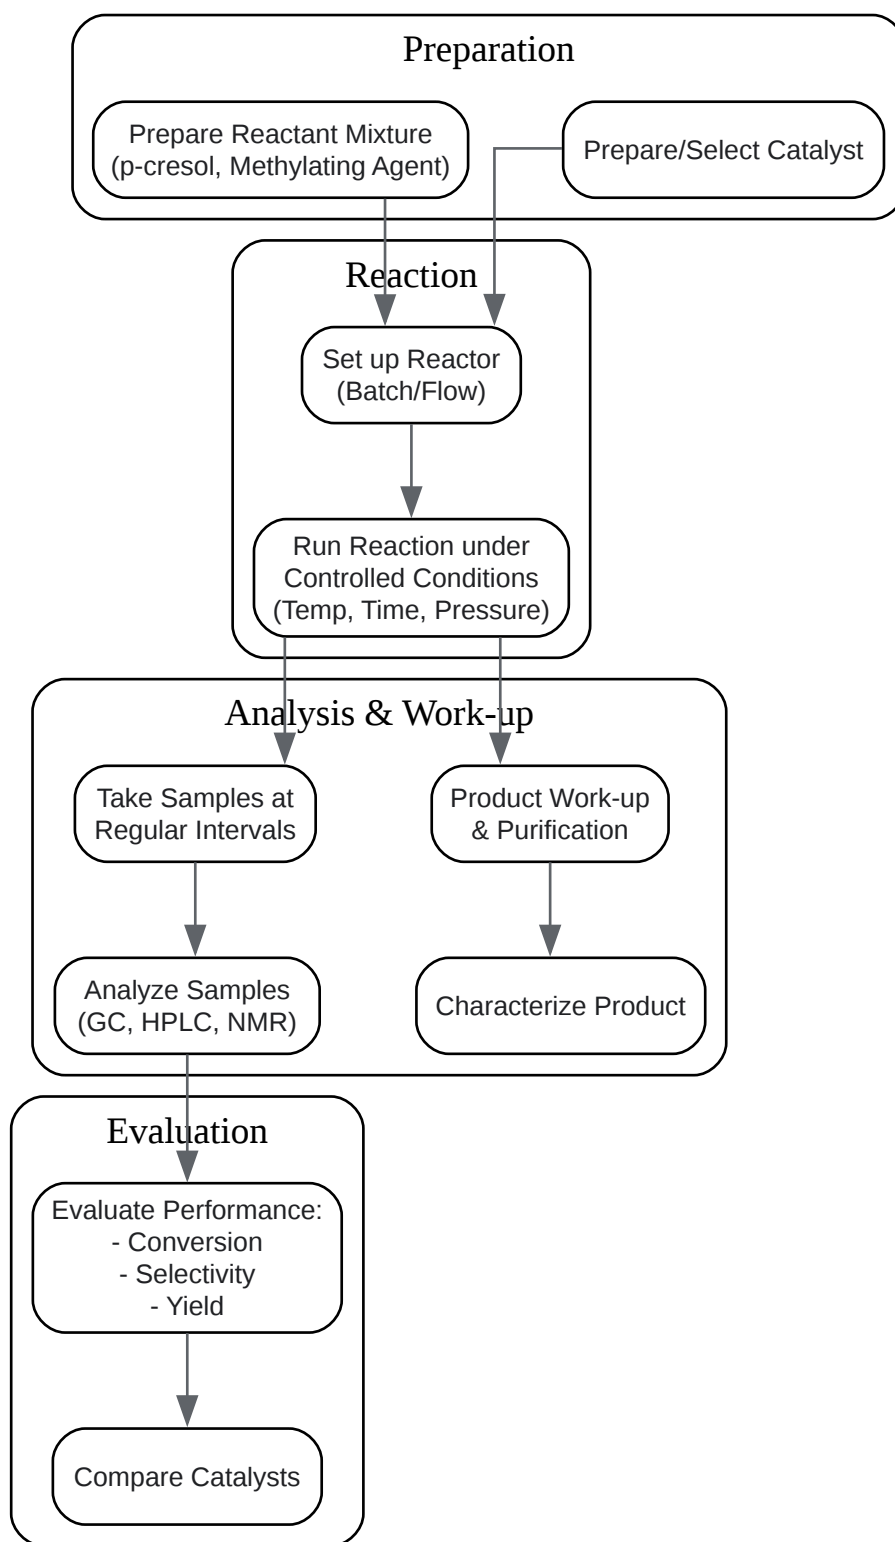 Preparation
Prepare Reactant Mixture
(p-cresol, Methylating Agent)
Prepare/Select Catalyst
Reaction
Set up Reactor
(Batch/Flow)
Run Reaction under
Controlled Conditions
(Temp, Time, Pressure)
Analysis & Work-up
Take Samples at
Regular Intervals
Product Work-up
& Purification
Analyze Samples
(GC, HPLC, NMR)
Characterize Product
Evaluation
Evaluate Performance:
- Conversion
- Selectivity
- Yield
Compare Catalysts